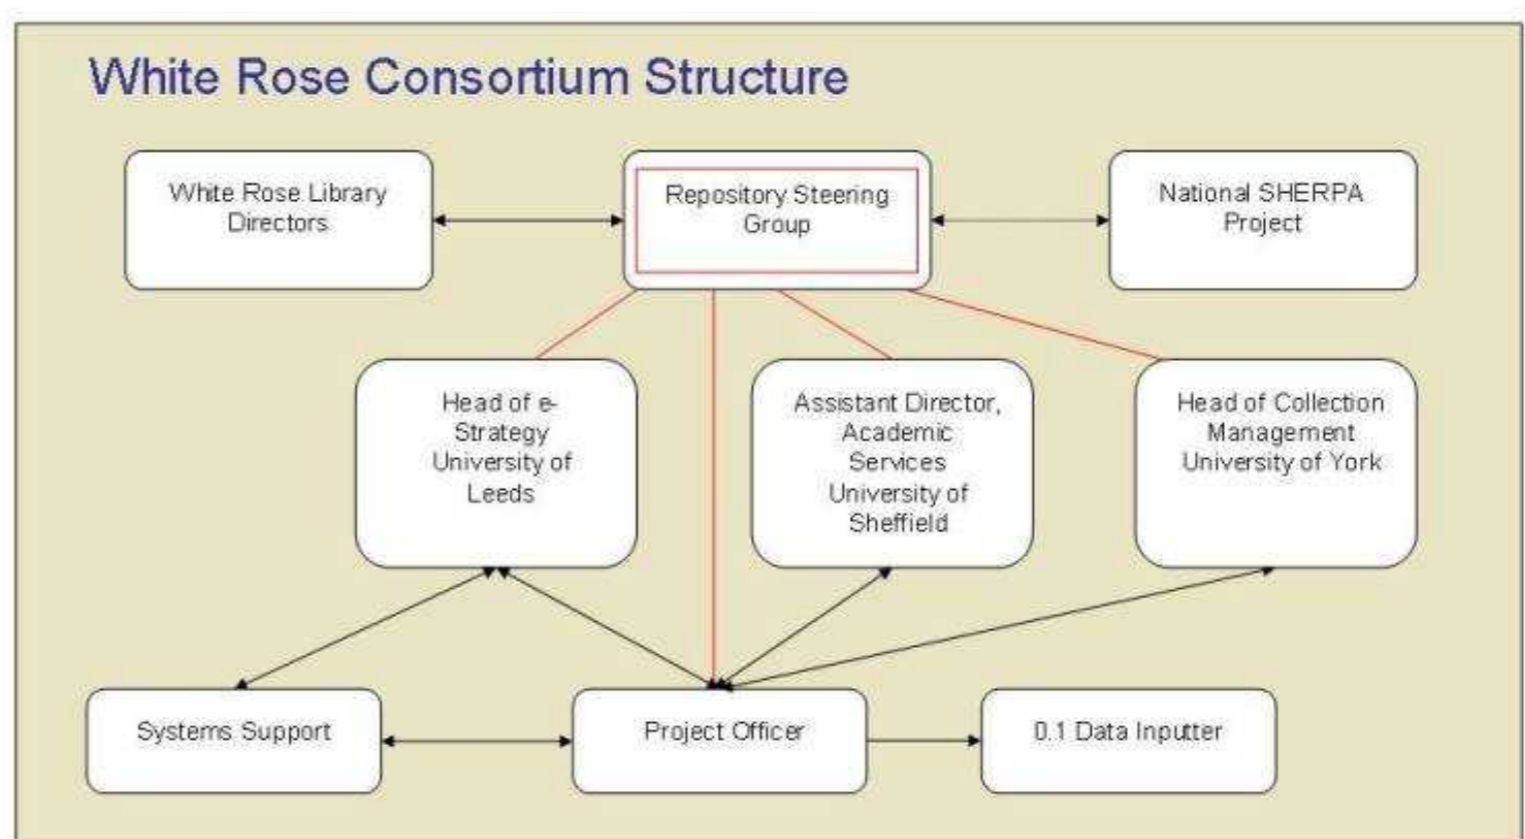 White Rose Consortium Structure
White Rose Library
Directors
Repository Steering
Group
National SHERPA
Project
Head of e-
Strategy
University of
Leeds
Assistant Director,
Academic
Services
University of
Sheffield
Head of Collection
Management
University of York
Systems Support
Project Officer
0.1 Data Inputter